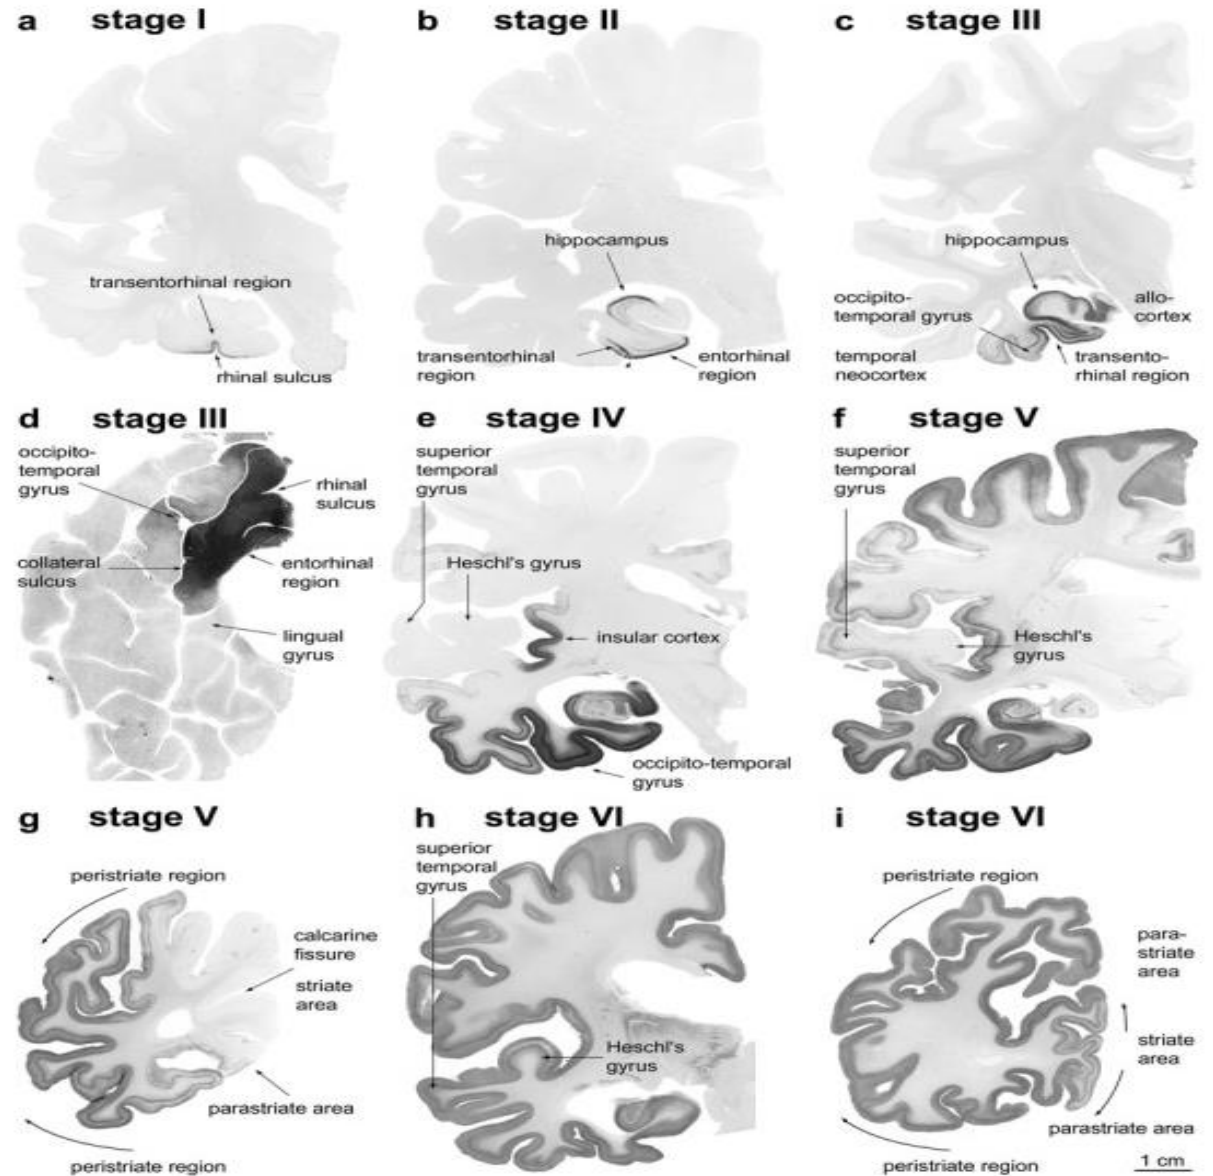 a stage I
transentorhinal region
rhinal sulcus
b stage II
hippocampus
transentorhinal
region
entorhinal
region
c stage III
hippocampus
occipito-
temporal gyrus
allo-
cortex
temporal
neocortex
transento-
rhinal region
d stage III
occipito-
temporal
gyrus
rhinal
sulcus
collateral
sulcus
entorhinal
region
lingual
gyrus
e stage IV
superior
temporal
gyrus
Heschl's gyrus
insular cortex
occipito-temporal
gyrus
f stage V
superior
temporal
gyrus
Heschl's
gyrus
g stage V
peristriate region
calcarine
fissure
striate
area
parastriate area
peristriate region
h stage VI
superior
temporal
gyrus
Heschl's
gyrus
i stage VI
peristriate region
para-
striate
area
striate
area
parastriate area
peristriate region
1 cm